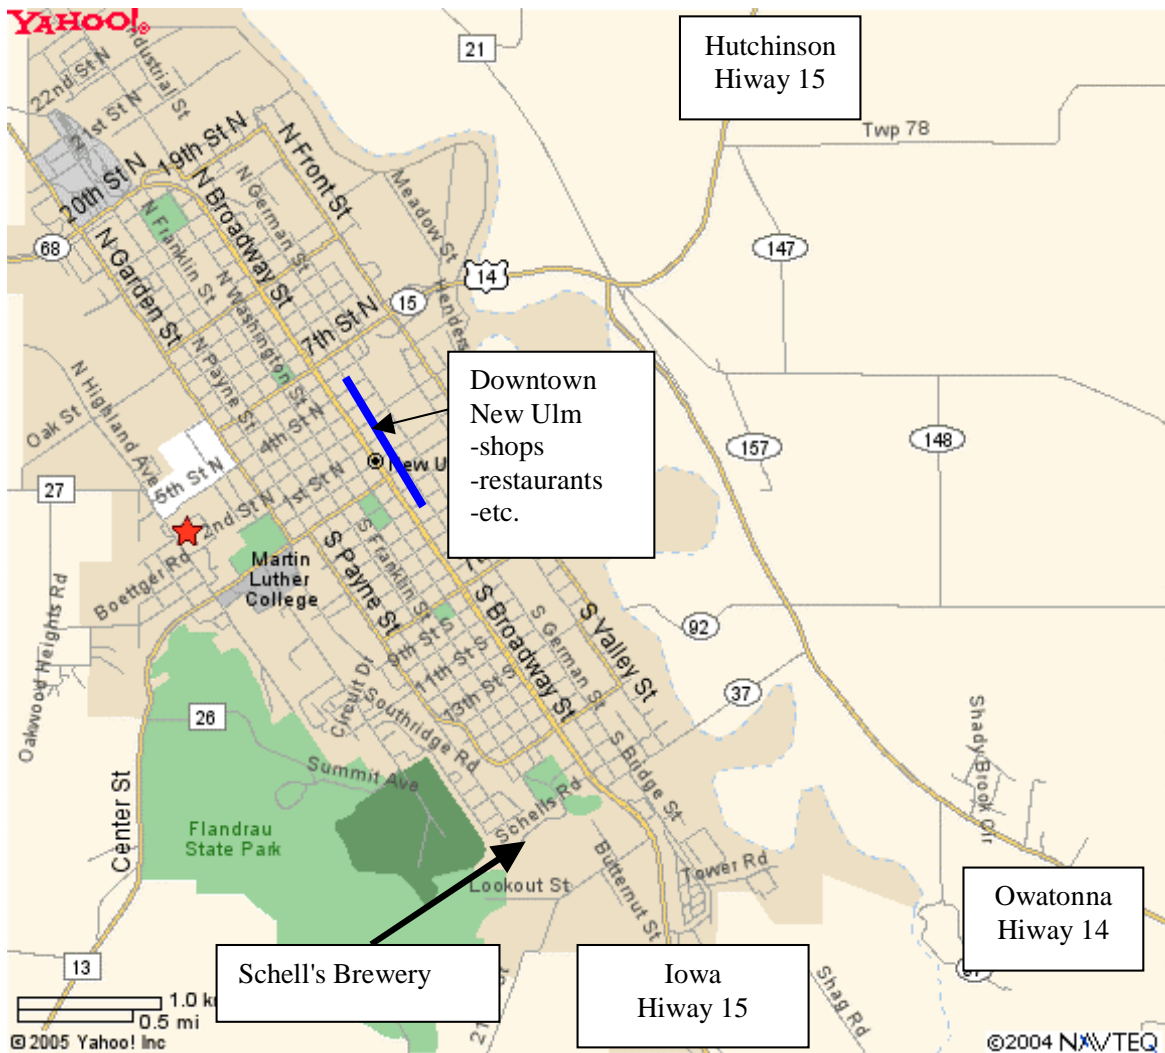 YAHOO!®
21
Hutchinson
Hiway 15
22nd St N
Industrial St
1st St N
19th St N
20th St N
N Front St
Twp 78
N Broadway St
N German St
Meadow St
N Franklin St
68
N Garden St
N Washington St
147
14
15
7th St N
N Payne St
N Highland Ave
Downtown
New Ulm
-shops
-restaurants
-etc.
Oak St
4th St N
148
157
New U
5th St N
1st St N
27
2nd St N
Boettger Rd
Martin
Luther
College
S Franklin St
S Payne St
S Broadway St
S German St
S Valley St
92
Oakwood Heights Rd
9th St S
11th St S
13th St S
37
Circuit Dr
Southridge Rd
26
Summit Ave
S Bridge St
Shady Brook Cir
Center St
Flandrau
State Park
Schells Rd
Butternut St
Tower Rd
Lookout St
Owatonna
Hiway 14
13
Schell's Brewery
Iowa
Hiway 15
Shag Rd
1.0 k
0.5 mi
© 2005 Yahoo! Inc
©2004 NAVTEQ